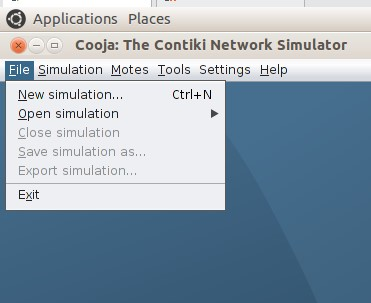 Applications Places
Cooja: The Contiki Network Simulator
File Simulation Motes Tools Settings Help
New simulation... Ctrl+N
Open simulation
Close simulation
Save simulation as...
Export simulation...
Exit